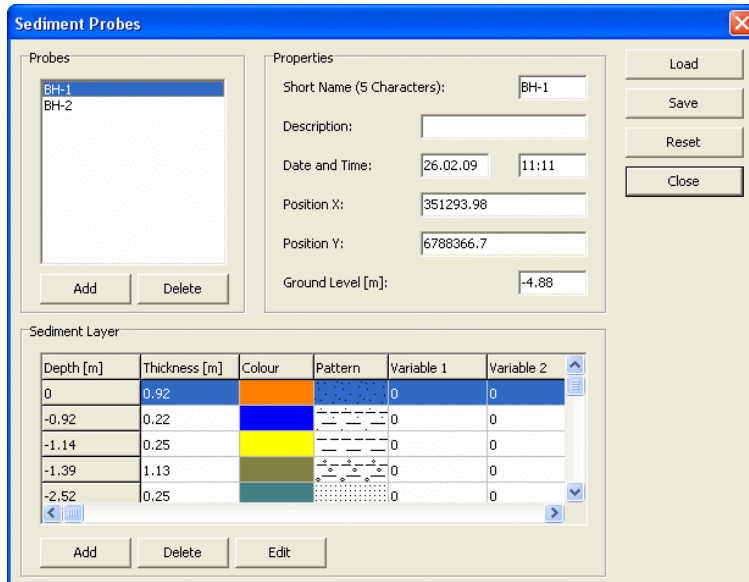 Sediment Probes
Probes
BH-1
BH-2
Add Delete
Properties
Short Name (5 Characters): BH-1
Description:
Date and Time: 26.02.09 11:11
Position X: 351293.98
Position Y: 6788366.7
Ground Level [m]: -4.88
Load
Save
Reset
Close
Sediment Layer
Depth [m] Thickness [m] Colour Pattern Variable 1 Variable 2
0 0.92 0 0
-0.92 0.22 0 0
-1.14 0.25 0 0
-1.39 1.13 0 0
-2.52 0.25 0 0
Add Delete Edit